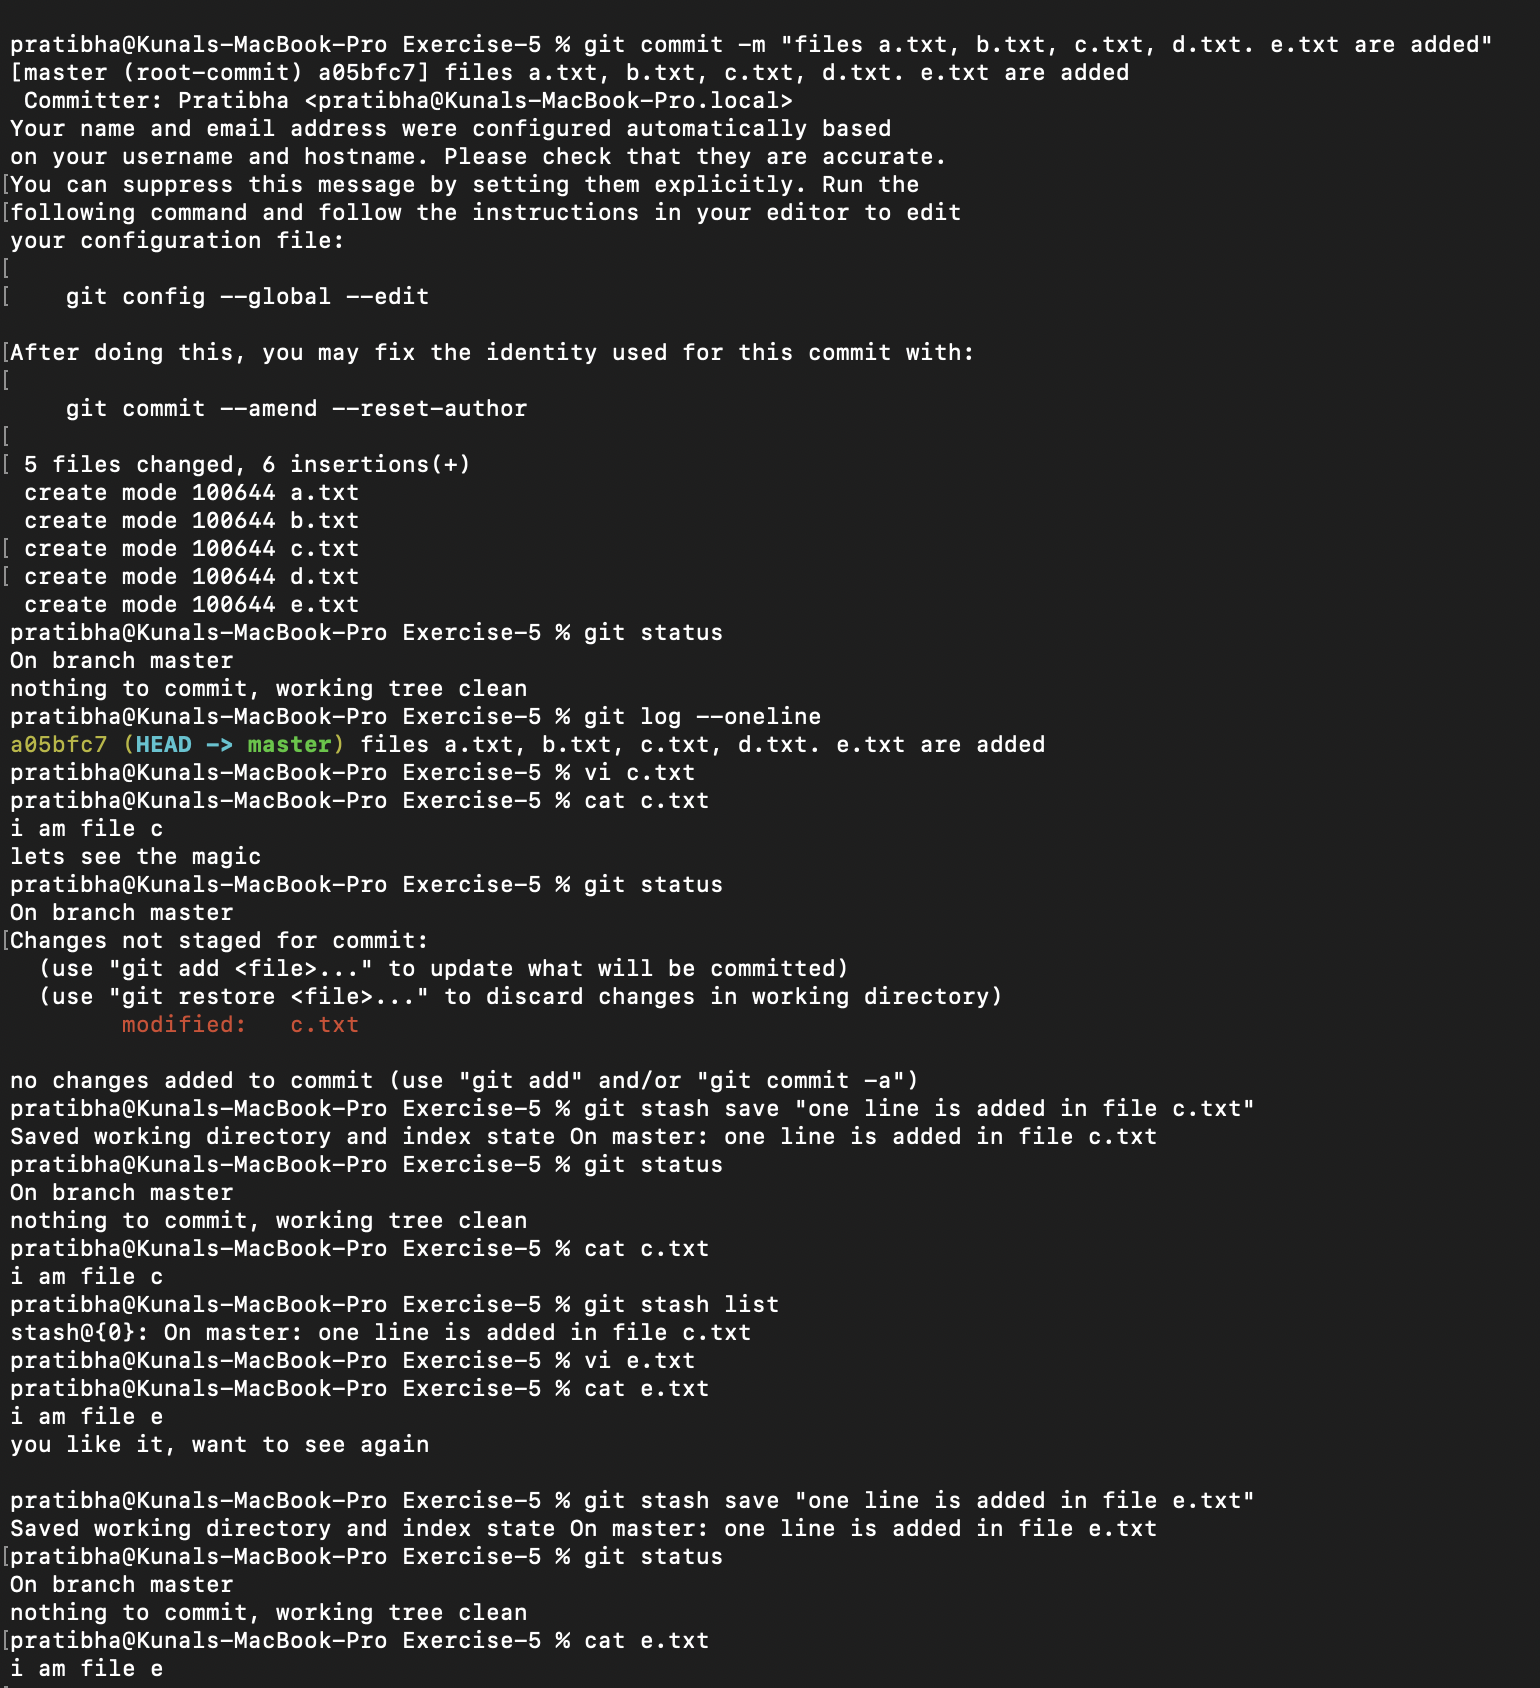 pratibha@Kunals-MacBook-Pro Exercise-5 % git commit -m "files a.txt, b.txt, c.txt, d.txt. e.txt are added"
[master (root-commit) a05bfc7] files a.txt, b.txt, c.txt, d.txt. e.txt are added
 Committer: Pratibha <pratibha@Kunals-MacBook-Pro.local>
Your name and email address were configured automatically based
on your username and hostname. Please check that they are accurate.
[You can suppress this message by setting them explicitly. Run the
[following command and follow the instructions in your editor to edit
your configuration file:
[
[    git config --global --edit
[After doing this, you may fix the identity used for this commit with:
[
    git commit --amend --reset-author
[
[ 5 files changed, 6 insertions(+)
 create mode 100644 a.txt
 create mode 100644 b.txt
[ create mode 100644 c.txt
[ create mode 100644 d.txt
 create mode 100644 e.txt
pratibha@Kunals-MacBook-Pro Exercise-5 % git status
On branch master
nothing to commit, working tree clean
pratibha@Kunals-MacBook-Pro Exercise-5 % git log --oneline
a05bfc7 (HEAD -> master) files a.txt, b.txt, c.txt, d.txt. e.txt are added
pratibha@Kunals-MacBook-Pro Exercise-5 % vi c.txt
pratibha@Kunals-MacBook-Pro Exercise-5 % cat c.txt
i am file c
lets see the magic
pratibha@Kunals-MacBook-Pro Exercise-5 % git status
On branch master
[Changes not staged for commit:
  (use "git add <file>..." to update what will be committed)
  (use "git restore <file>..." to discard changes in working directory)
        modified:   c.txt
no changes added to commit (use "git add" and/or "git commit -a")
pratibha@Kunals-MacBook-Pro Exercise-5 % git stash save "one line is added in file c.txt"
Saved working directory and index state On master: one line is added in file c.txt
pratibha@Kunals-MacBook-Pro Exercise-5 % git status
On branch master
nothing to commit, working tree clean
pratibha@Kunals-MacBook-Pro Exercise-5 % cat c.txt
i am file c
pratibha@Kunals-MacBook-Pro Exercise-5 % git stash list
stash@{0}: On master: one line is added in file c.txt
pratibha@Kunals-MacBook-Pro Exercise-5 % vi e.txt
pratibha@Kunals-MacBook-Pro Exercise-5 % cat e.txt
i am file e
you like it, want to see again
pratibha@Kunals-MacBook-Pro Exercise-5 % git stash save "one line is added in file e.txt"
Saved working directory and index state On master: one line is added in file e.txt
[pratibha@Kunals-MacBook-Pro Exercise-5 % git status
On branch master
nothing to commit, working tree clean
[pratibha@Kunals-MacBook-Pro Exercise-5 % cat e.txt
i am file e